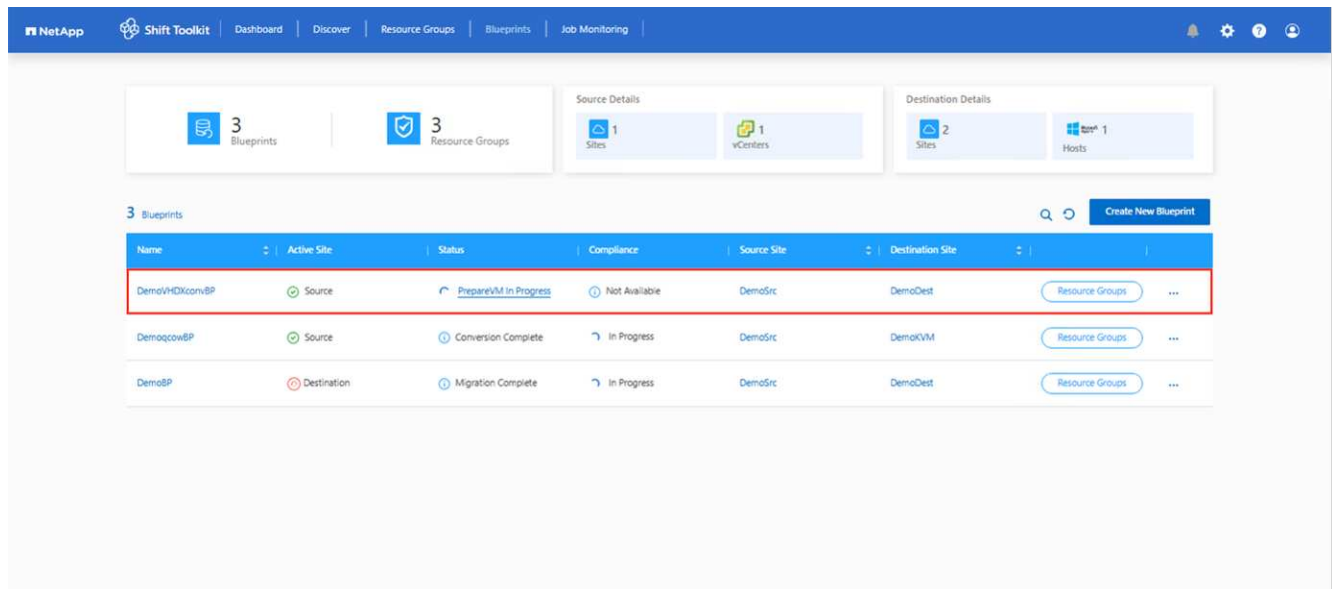 NetApp Shift Toolkit Dashboard Discover Resource Groups Blueprints Job Monitoring
3 Blueprints
3 Resource Groups
Source Details
1 Sites
1 vCenters
Destination Details
2 Sites
1 Hosts
3 Blueprints
Create New Blueprint
Name Active Site Status Compliance Source Site Destination Site
DemoVHDXconvBP Source PrepareVM In Progress Not Available DemoSrc DemoDest Resource Groups ...
DemoqcowBP Source Conversion Complete In Progress DemoSrc DemoKVM Resource Groups ...
DemoBP Destination Migration Complete In Progress DemoSrc DemoDest Resource Groups ...